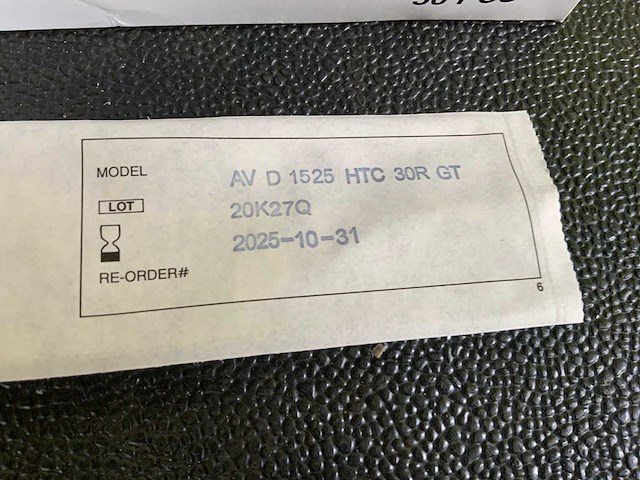 MODEL AV D 1525 HTC 30R GT
LOT 20K27Q
2025-10-31
RE-ORDER#
6